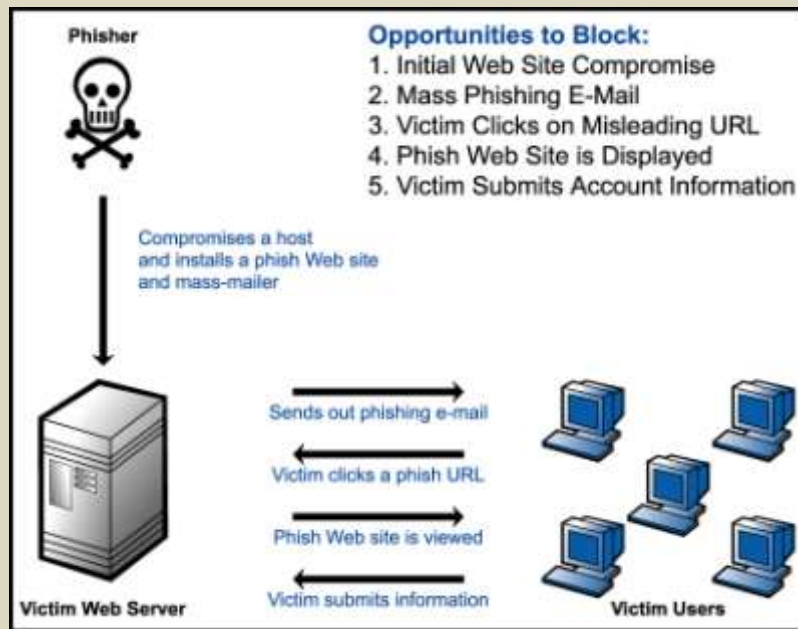 Phisher
Opportunities to Block:
1. Initial Web Site Compromise
2. Mass Phishing E-Mail
3. Victim Clicks on Misleading URL
4. Phish Web Site is Displayed
5. Victim Submits Account Information
Compromises a host
and installs a phish Web site
and mass-mailer
Sends out phishing e-mail
Victim clicks a phish URL
Phish Web site is viewed
Victim submits information
Victim Web Server
Victim Users